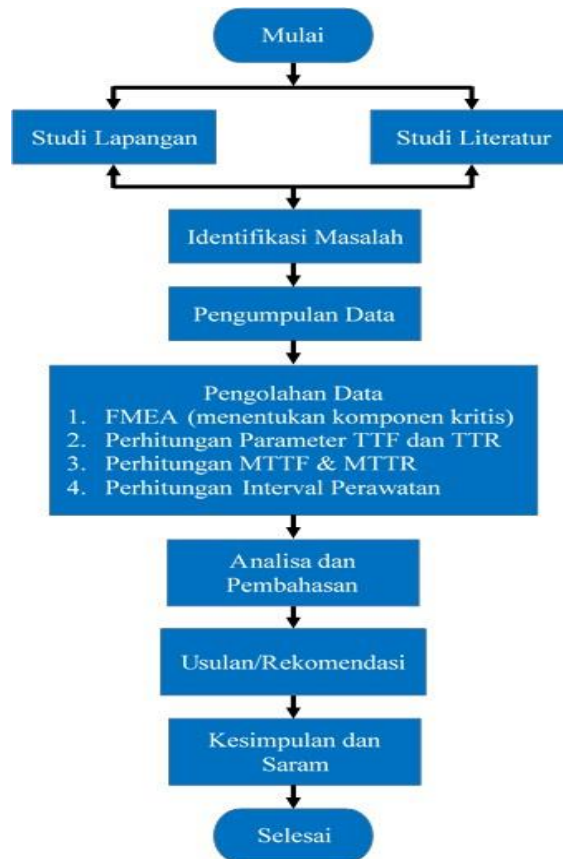 Mulai
Studi Lapangan
Studi Literatur
Identifikasi Masalah
Pengumpulan Data
Pengolahan Data
1. FMEA (menentukan komponen kritis)
2. Perhitungan Parameter TTF dan TTR
3. Perhitungan MTTF & MTTR
4. Perhitungan Interval Perawatan
Analisa dan
Pembahasan
Usulan/Rekomendasi
Kesimpulan dan
Saram
Selesai